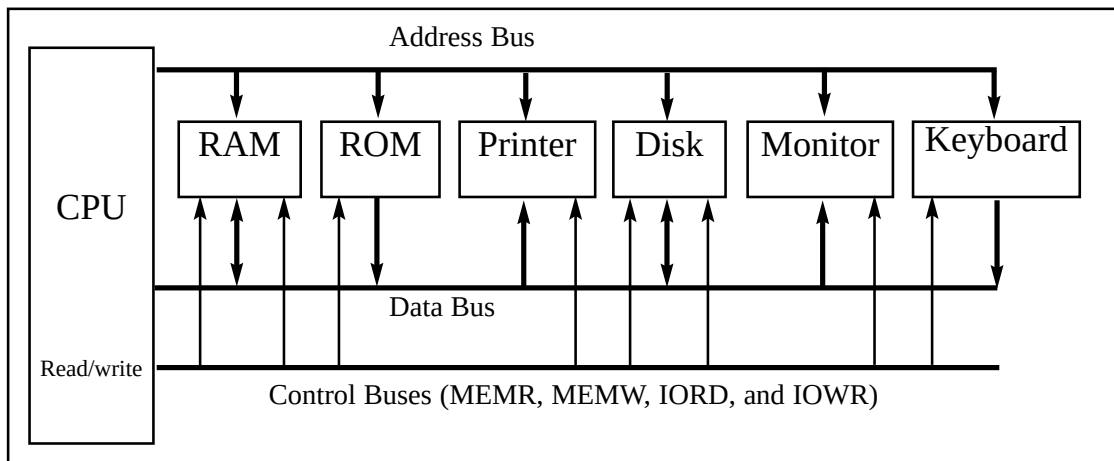 Address Bus
RAM
ROM
Printer
Disk
Monitor
Keyboard
CPU
Data Bus
Read/write
Control Buses (MEMR, MEMW, IORD, and IOWR)